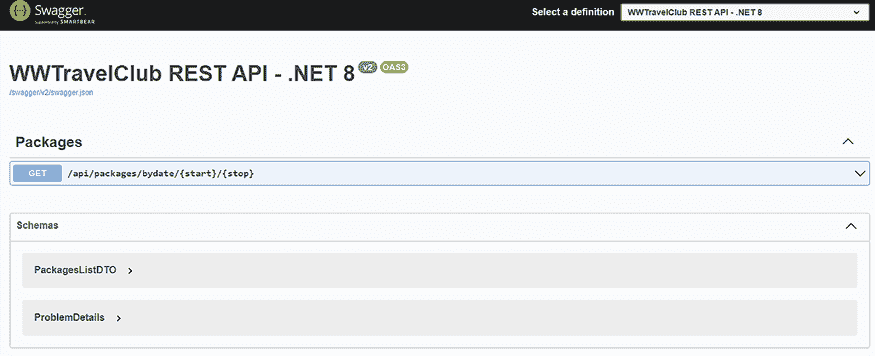 Swagger
Supported by SMARTBEAR
Select a definition
WWTravelClub REST API - .NET 8
WWTravelClub REST API - .NET 8 v2 OAS3
/swagger/v2/swagger.json
Packages
GET /api/packages/bydate/{start}/{stop}
Schemas
PackagesListDTO
ProblemDetails